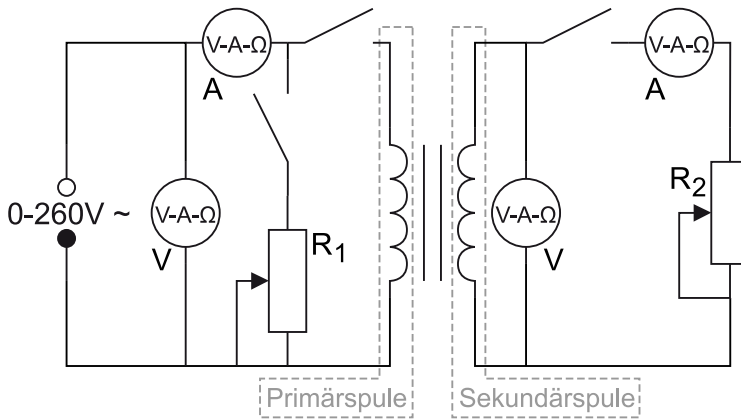 V-A-Ω
A
V-A-Ω
A
0-260V ~
V-A-Ω
V
R1
V-A-Ω
V
R2
Primärspule
Sekundärspule